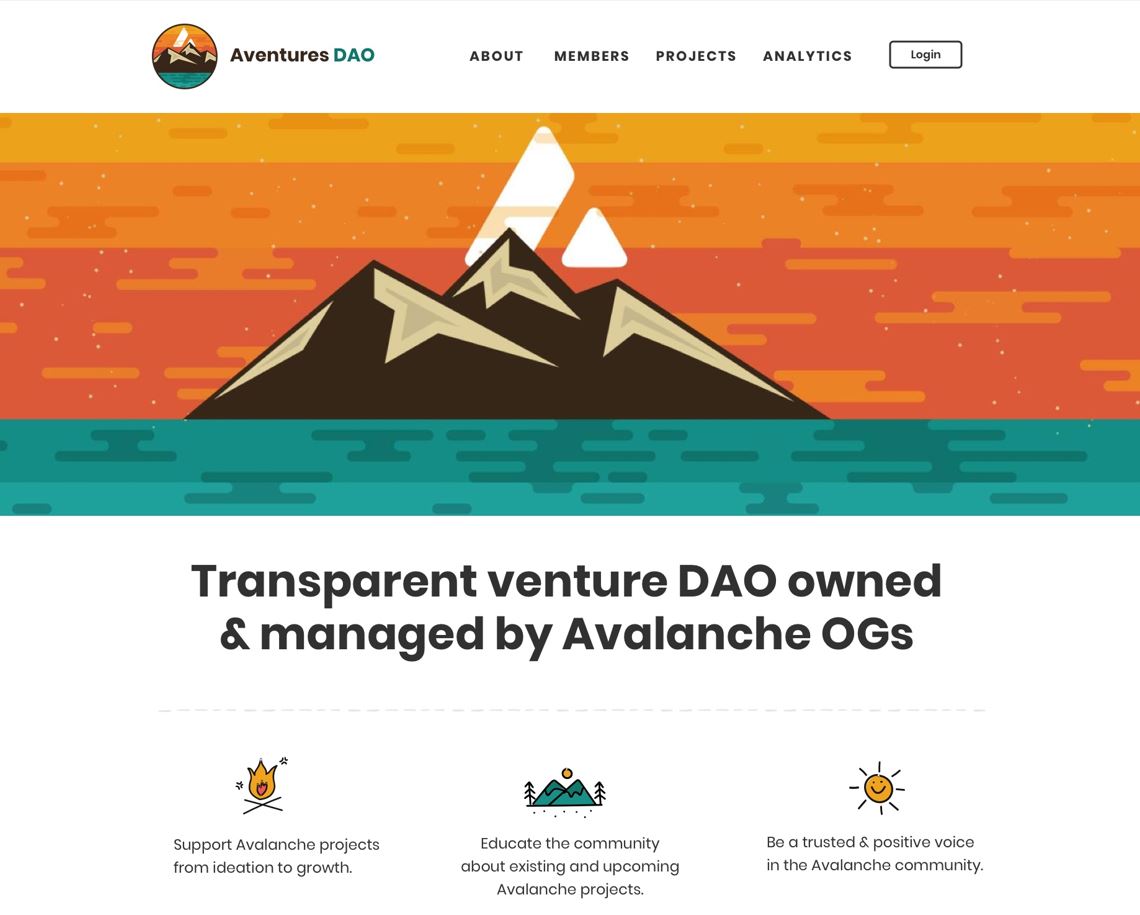 Aventures DAO
ABOUT MEMBERS PROJECTS ANALYTICS Login
Transparent venture DAO owned
& managed by Avalanche OGs
Support Avalanche projects
from ideation to growth.
Educate the community
about existing and upcoming
Avalanche projects.
Be a trusted & positive voice
in the Avalanche community.